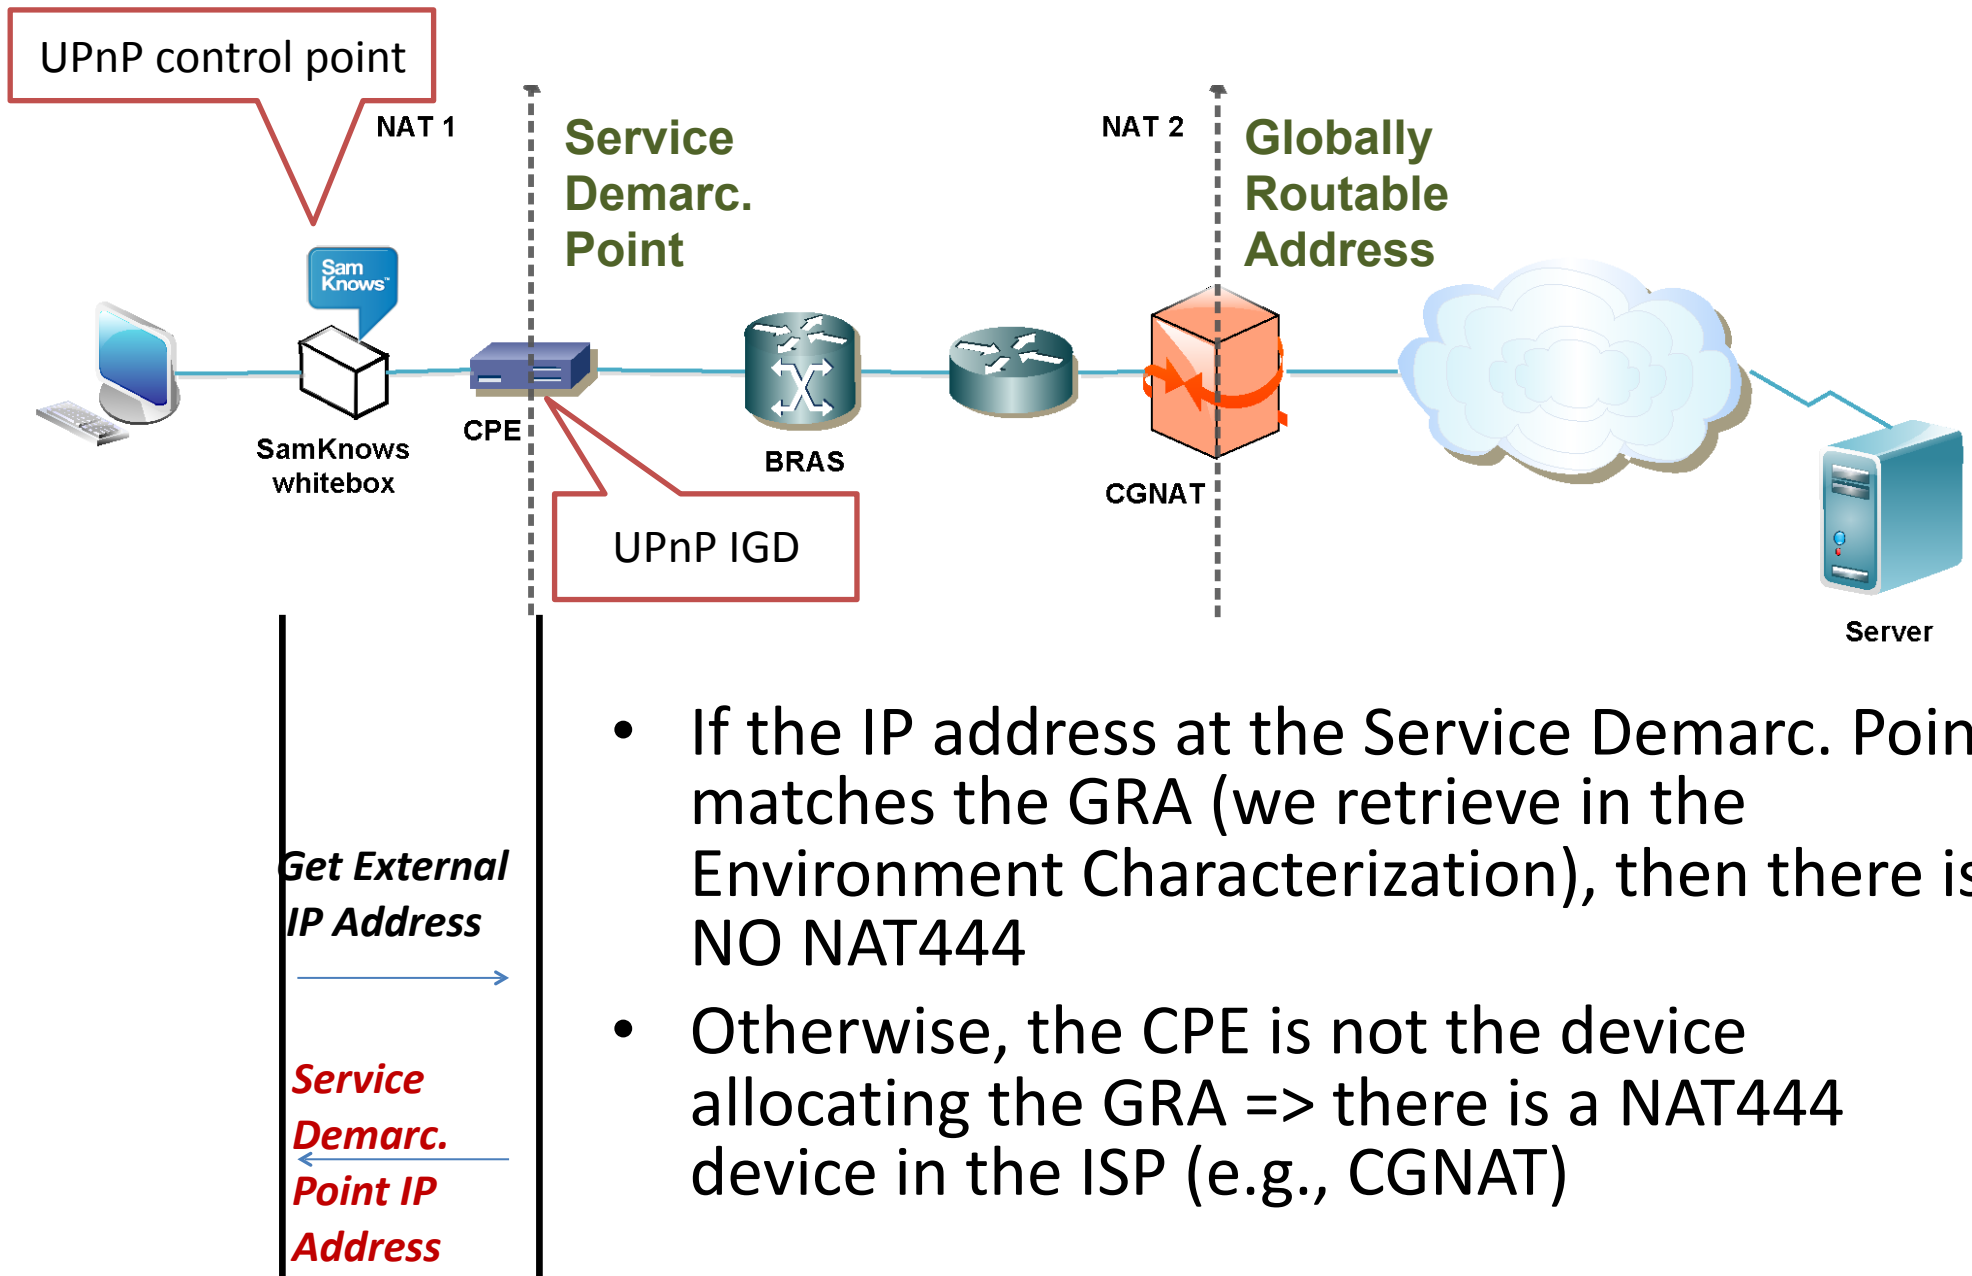 UPnP control point
NAT 1
Service
Demarc.
Point
NAT 2
Globally
Routable
Address
Sam
Knows™
SamKnows
whitebox
CPE
BRAS
CGNAT
UPnP IGD
Server
Get External
IP Address
Service
Demarc.
Point IP
Address
• If the IP address at the Service Demarc. Poin
matches the GRA (we retrieve in the
Environment Characterization), then there is
NO NAT444
• Otherwise, the CPE is not the device
allocating the GRA => there is a NAT444
device in the ISP (e.g., CGNAT)